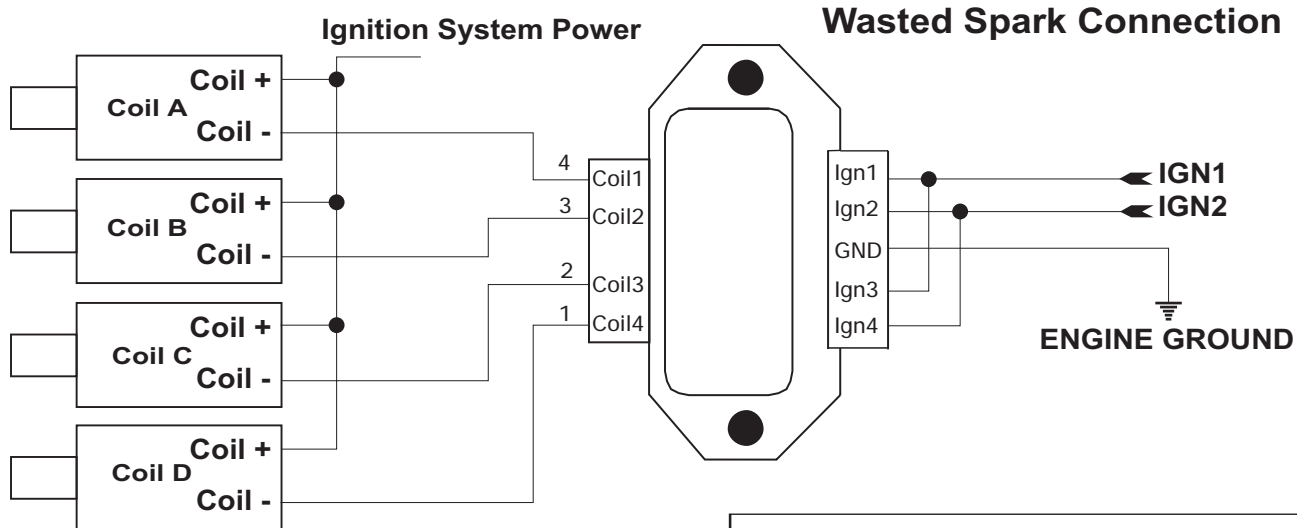 Wasted Spark Connection
Ignition System Power
Coil A
Coil +
Coil -
Coil B
Coil +
Coil -
Coil C
Coil +
Coil -
Coil D
Coil +
Coil -
4
3
2
1
Coil1
Coil2
Coil3
Coil4
Ign1
Ign2
GND
Ign3
Ign4
IGN1
IGN2
ENGINE GROUND